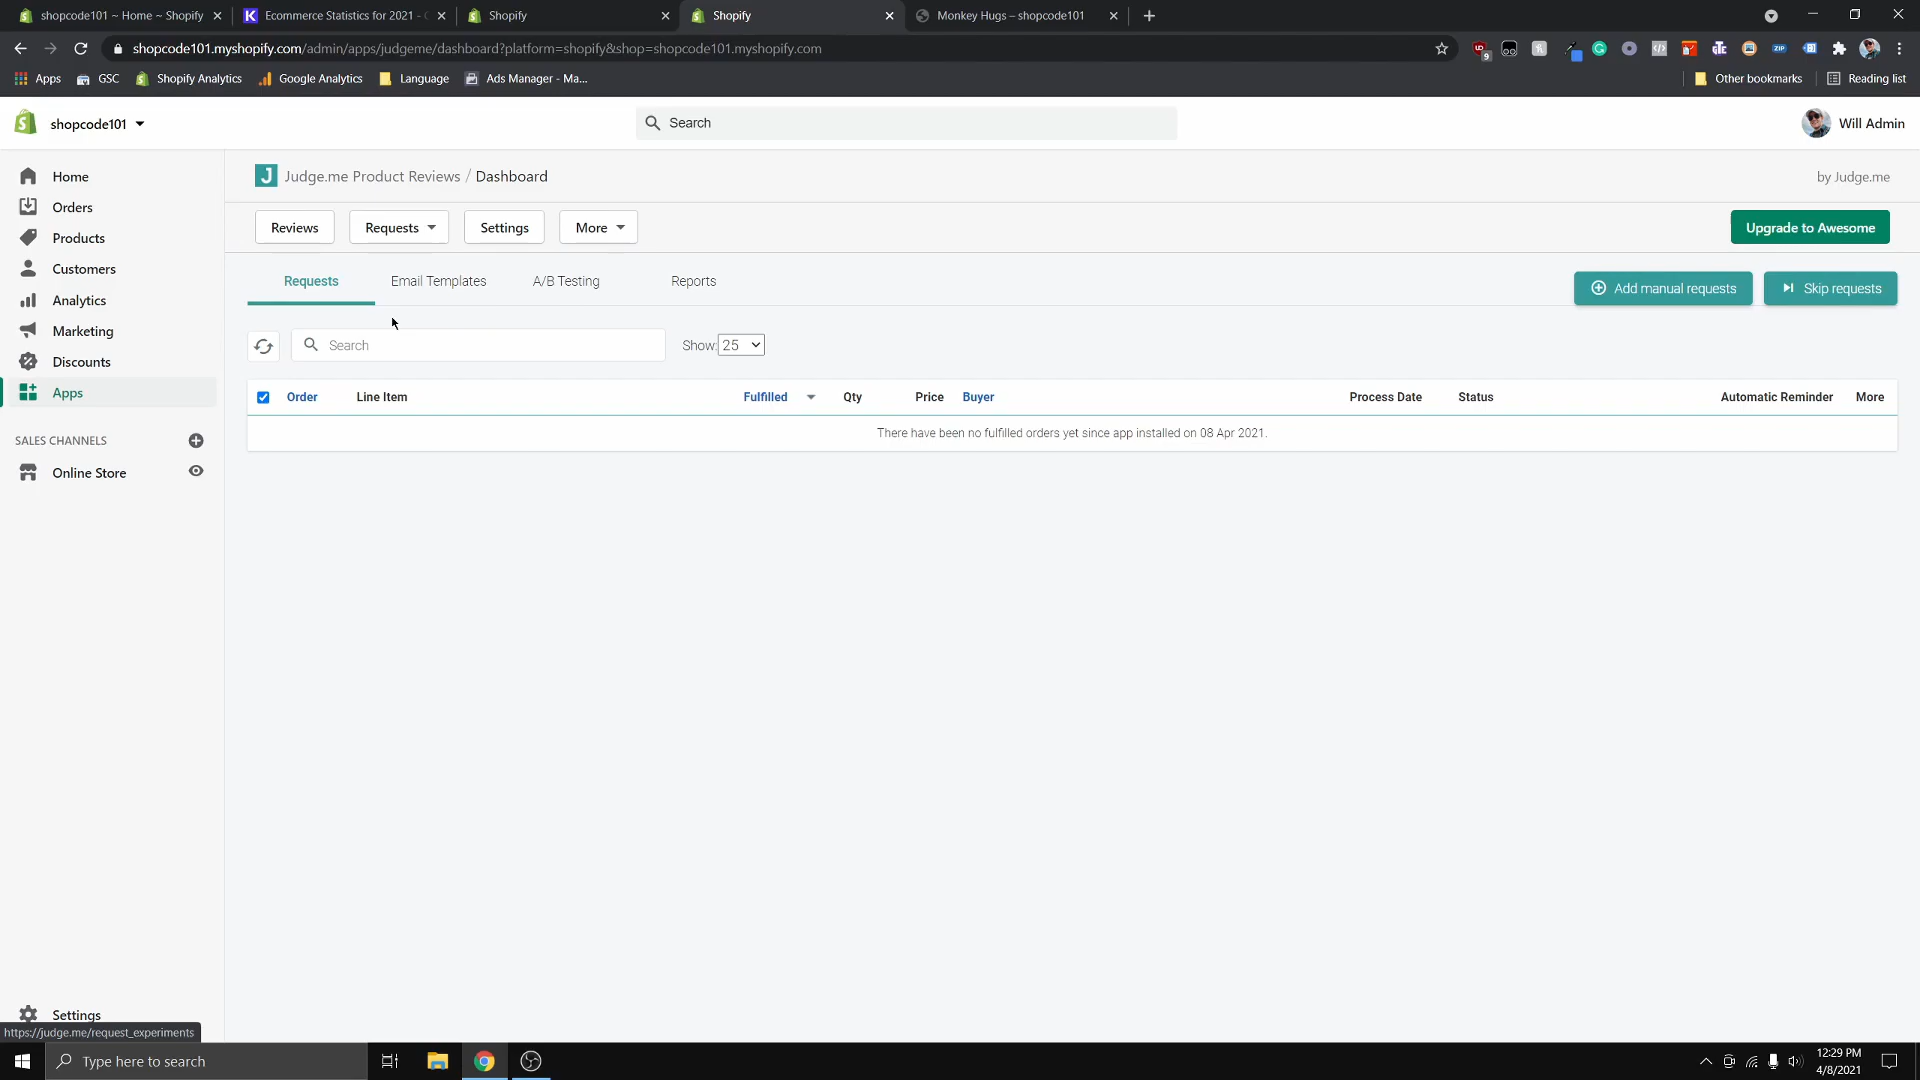 shopcode101 ~ Home ~ Shopify
Ecommerce Statistics for 2021 -
Shopify
Shopify
Monkey Hugs – shopcode101
shopcode101.myshopify.com/admin/apps/judgeme/dashboard?platform=shopify&shop=shopcode101.myshopify.com
Apps
GSC
Shopify Analytics
Google Analytics
Language
Ads Manager - Ma...
Other bookmarks
Reading list
shopcode101
Search
Will Admin
Home
Orders
Products
Customers
Analytics
Marketing
Discounts
Apps
SALES CHANNELS
Online Store
Settings
https://judge.me/request_experiments
J Judge.me Product Reviews / Dashboard
by Judge.me
Reviews
Requests
Settings
More
Upgrade to Awesome
Requests
Email Templates
A/B Testing
Reports
Add manual requests
Skip requests
Search
Show: 25
Order Line Item Fulfilled Qty Price Buyer Process Date Status Automatic Reminder More
There have been no fulfilled orders yet since app installed on 08 Apr 2021.
Type here to search
12:29 PM
4/8/2021